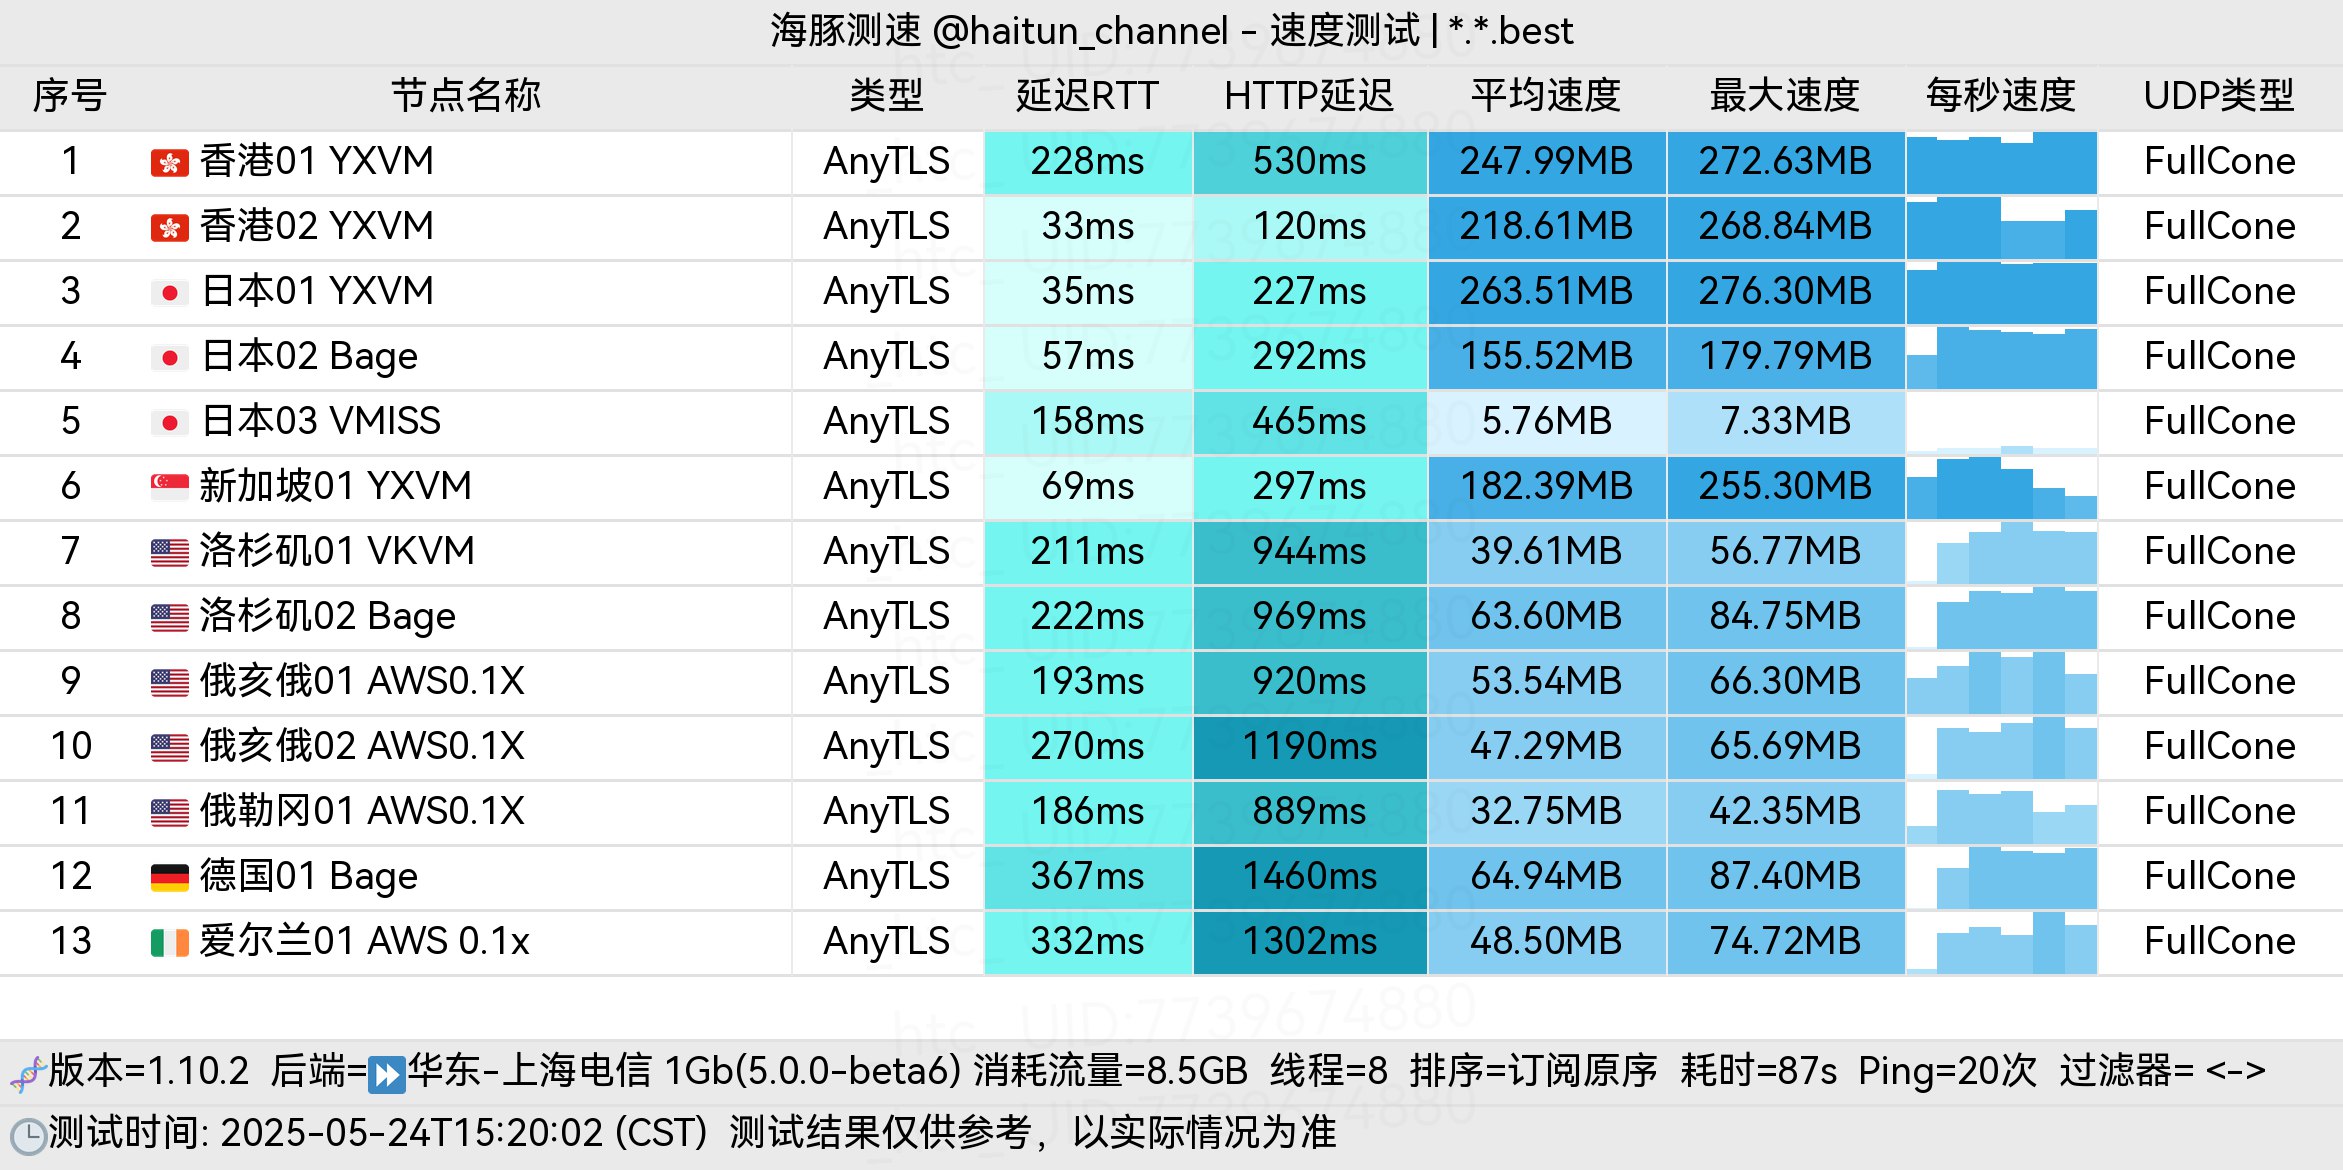 海豚测速 @haitun_channel - 速度测试 | *.*.best
序号 节点名称 类型 延迟RTT HTTP延迟 平均速度 最大速度 每秒速度 UDP类型
1 香港01 YXVM AnyTLS 228ms 530ms 247.99MB 272.63MB FullCone
2 香港02 YXVM AnyTLS 33ms 120ms 218.61MB 268.84MB FullCone
3 日本01 YXVM AnyTLS 35ms 227ms 263.51MB 276.30MB FullCone
4 日本02 Bage AnyTLS 57ms 292ms 155.52MB 179.79MB FullCone
5 日本03 VMISS AnyTLS 158ms 465ms 5.76MB 7.33MB FullCone
6 新加坡01 YXVM AnyTLS 69ms 297ms 182.39MB 255.30MB FullCone
7 洛杉矶01 VKVM AnyTLS 211ms 944ms 39.61MB 56.77MB FullCone
8 洛杉矶02 Bage AnyTLS 222ms 969ms 63.60MB 84.75MB FullCone
9 俄亥俄01 AWS0.1X AnyTLS 193ms 920ms 53.54MB 66.30MB FullCone
10 俄亥俄02 AWS0.1X AnyTLS 270ms 1190ms 47.29MB 65.69MB FullCone
11 俄勒冈01 AWS0.1X AnyTLS 186ms 889ms 32.75MB 42.35MB FullCone
12 德国01 Bage AnyTLS 367ms 1460ms 64.94MB 87.40MB FullCone
13 爱尔兰01 AWS 0.1x AnyTLS 332ms 1302ms 48.50MB 74.72MB FullCone
htc_ UID:7739674880
版本=1.10.2 后端=⏩华东-上海电信 1Gb(5.0.0-beta6) 消耗流量=8.5GB 线程=8 排序=订阅原序 耗时=87s Ping=20次 过滤器= <->
测试时间: 2025-05-24T15:20:02 (CST) 测试结果仅供参考，以实际情况为准